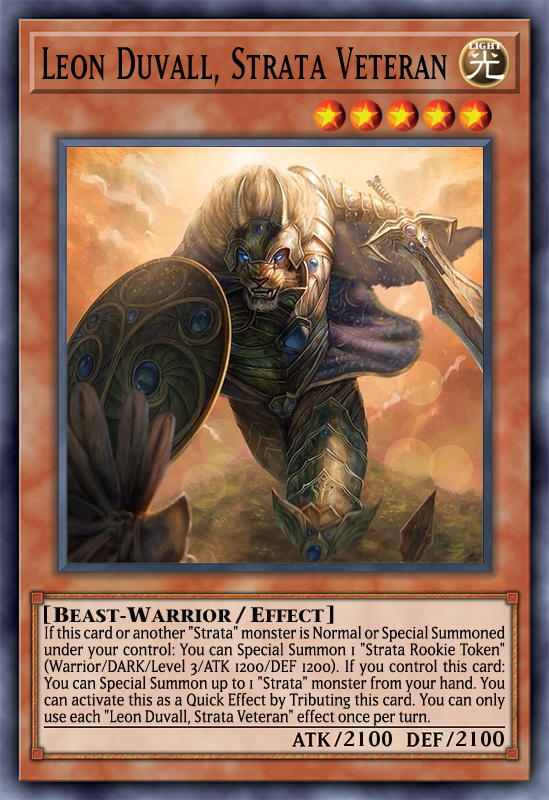 Leon Duvall, Strata Veteran
LIGHT
光
[Beast-Warrior / Effect]
If this card or another "Strata" monster is Normal or Special Summoned
under your control: You can Special Summon 1 "Strata Rookie Token"
(Warrior/DARK/Level 3/ATK 1200/DEF 1200). If you control this card:
You can Special Summon up to 1 "Strata" monster from your hand. You
can activate this as a Quick Effect by Tributing this card. You can only
use each "Leon Duvall, Strata Veteran" effect once per turn.
ATK/2100 DEF/2100